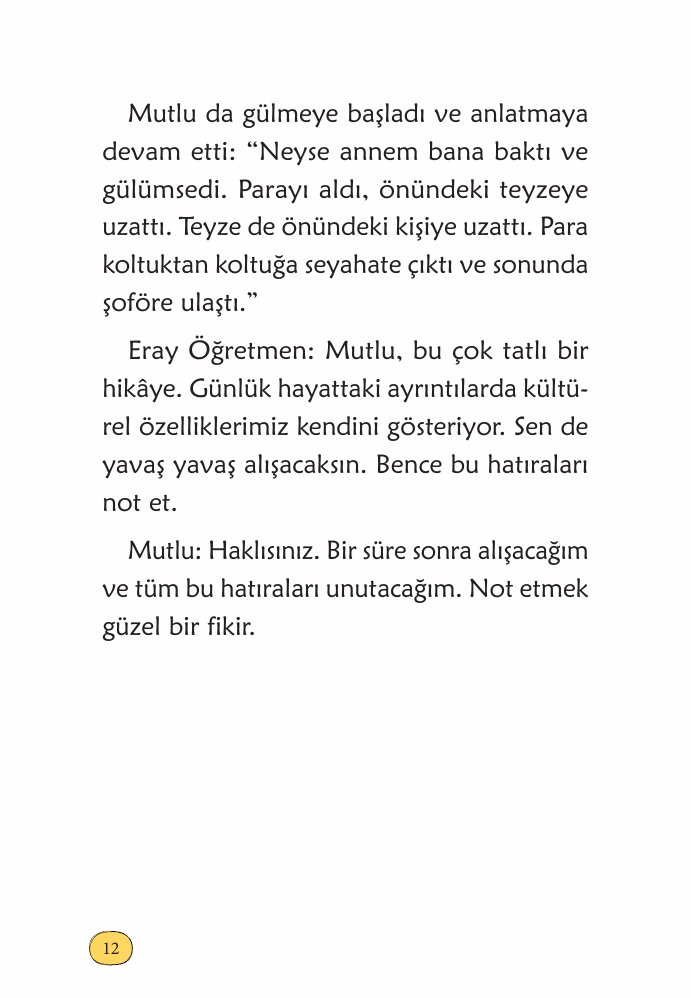 Mutlu da gülmeye başladı ve anlatmaya
devam etti: “Neyse annem bana baktı ve
gülümsedi. Parayı aldı, önündeki teyzeye
uzattı. Teyze de önündeki kişiye uzattı. Para
koltuktan koltuğa seyahate çıktı ve sonunda
şoföre ulaştı.”
Eray Öğretmen: Mutlu, bu çok tatlı bir
hikâye. Günlük hayattaki ayrıntılarda kültü-
rel özelliklerimiz kendini gösteriyor. Sen de
yavaş yavaş alışacaksın. Bence bu hatıraları
not et.
Mutlu: Haklısınız. Bir süre sonra alışacağım
ve tüm bu hatıraları unutacağım. Not etmek
güzel bir fikir.
12